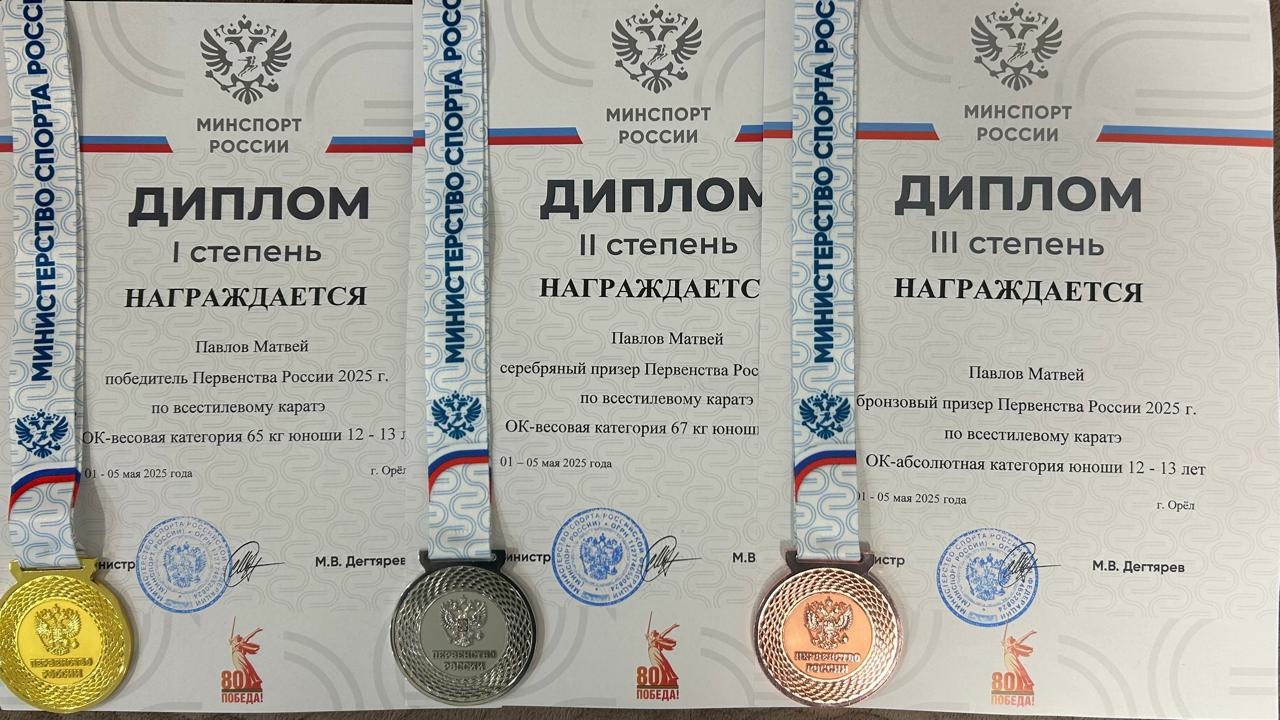 МИНИСТЕРСТВО СПОРТА РОСС
МИНСПОРТ
РОССИИ
ДИПЛОМ
I степень
НАГРАЖДАЕТСЯ
Павлов Матвей
победитель Первенства России 2025 г.
по всестилевому каратэ
ОК-весовая категория 65 кг юноши 12 - 13 л
01 - 05 мая 2025 года
г. Орёл
инистр
М.В. Дегтярев
ПЕРВЕНСТВО
РОССИИ
80
ПОБЕДА!
МИНИСТЕРСТВО СПОРТА РОССИ
МИНСПОРТ
РОССИИ
ДИПЛОМ
II степень
НАГРАЖДАЕТС
Павлов Матвей
серебряный призер Первенства Рос
по всестилевому каратэ
ОК-весовая категория 67 кг юнош
01 – 05 мая 2025 года
инистр
М.В
ПЕРВЕНСТВО
РОССИИ
80
ПОБЕДА!
МИНИСТЕРСТВО СПОРТА РОС
МИНСПОРТ
РОССИИ
ДИПЛОМ
III степень
НАГРАЖДАЕТСЯ
Павлов Матвей
бронзовый призер Первенства России 2025 г.
по всестилевому каратэ
ОК-абсолютная категория юноши 12 - 13 лет
01 - 05 мая 2025 года
г. Орёл
истр
М.В. Дегтярев
ПЕРВЕНСТВО
РОССИИ
80
ПОБЕДА!